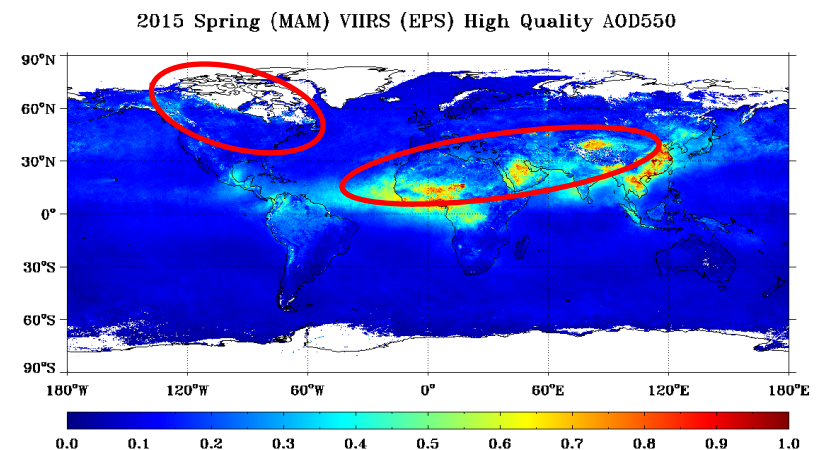 2015 Spring (MAM) VIIRS (EPS) High Quality AOD550
90°N
60°N
30°N
0°
30°S
60°S
90°S
180°W 120°W 60°W 0° 60°E 120°E 180°E
0.0 0.1 0.2 0.3 0.4 0.5 0.6 0.7 0.8 0.9 1.0